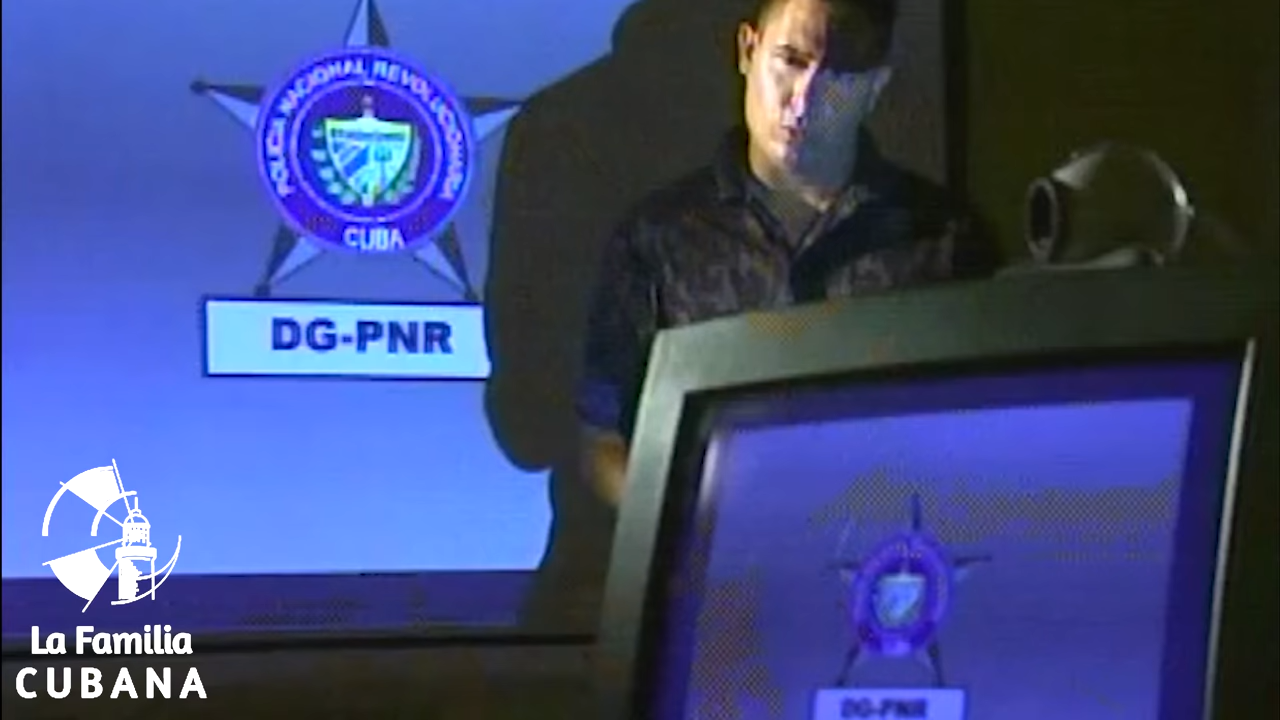 POLICIA NACIONAL REVOLUCIONARIA
CUBA
DG-PNR
La Familia
CUBANA
DG-PNR